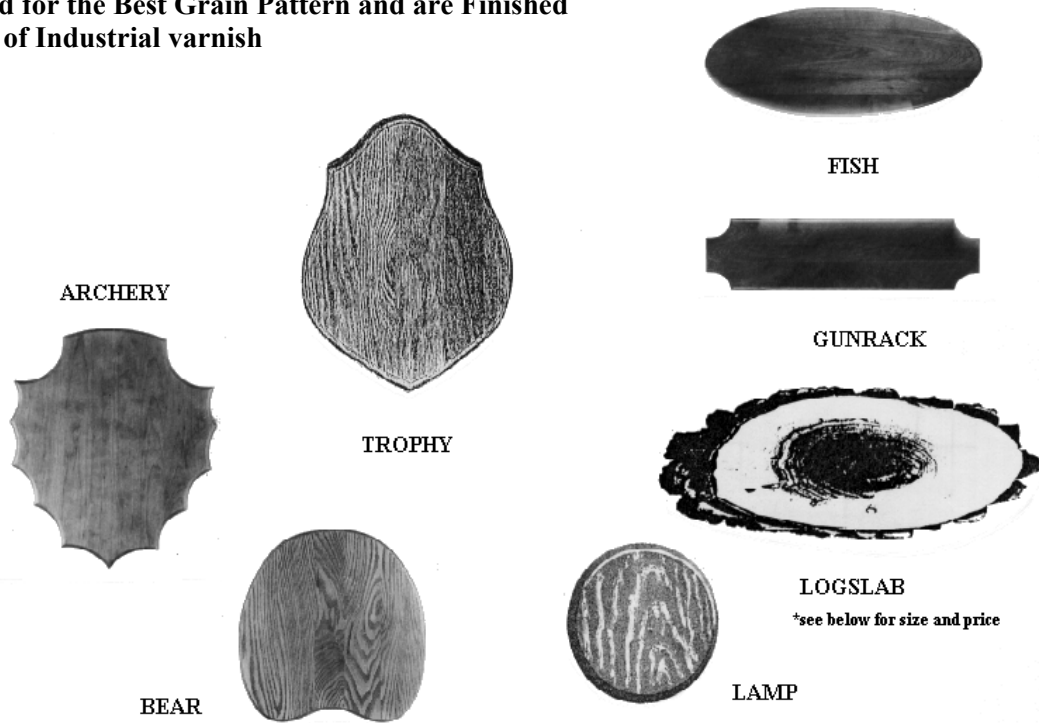 d for the Best Grain Pattern and are Finished
of Industrial varnish
FISH
ARCHERY
GUNRACK
TROPHY
LOGSLAB
*see below for size and price
LAMP
BEAR